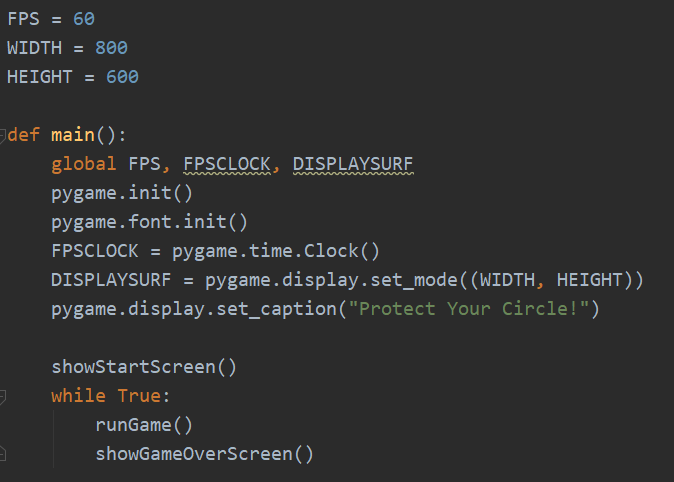 FPS = 60
WIDTH = 800
HEIGHT = 600
def main():
    global FPS, FPSCLOCK, DISPLAYSURF
    pygame.init()
    pygame.font.init()
    FPSCLOCK = pygame.time.Clock()
    DISPLAYSURF = pygame.display.set_mode((WIDTH, HEIGHT))
    pygame.display.set_caption("Protect Your Circle!")
    showStartScreen()
    while True:
        runGame()
        showGameOverScreen()